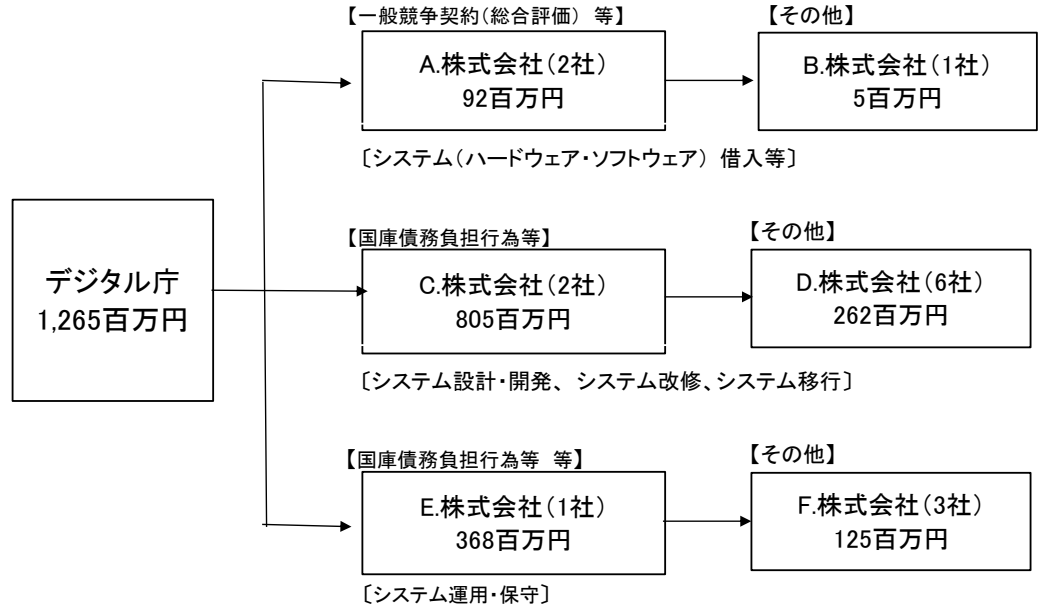 【一般競争契約(総合評価) 等】
【その他】
A.株式会社(2社)
92百万円
B.株式会社(1社)
5百万円
〔システム(ハードウェア・ソフトウェア) 借入等〕
デジタル庁
1,265百万円
【国庫債務負担行為等】
【その他】
C.株式会社(2社)
805百万円
D.株式会社(6社)
262百万円
〔システム設計・開発、 システム改修、システム移行〕
【国庫債務負担行為等 等】
【その他】
E.株式会社(1社)
368百万円
F.株式会社(3社)
125百万円
〔システム運用・保守〕